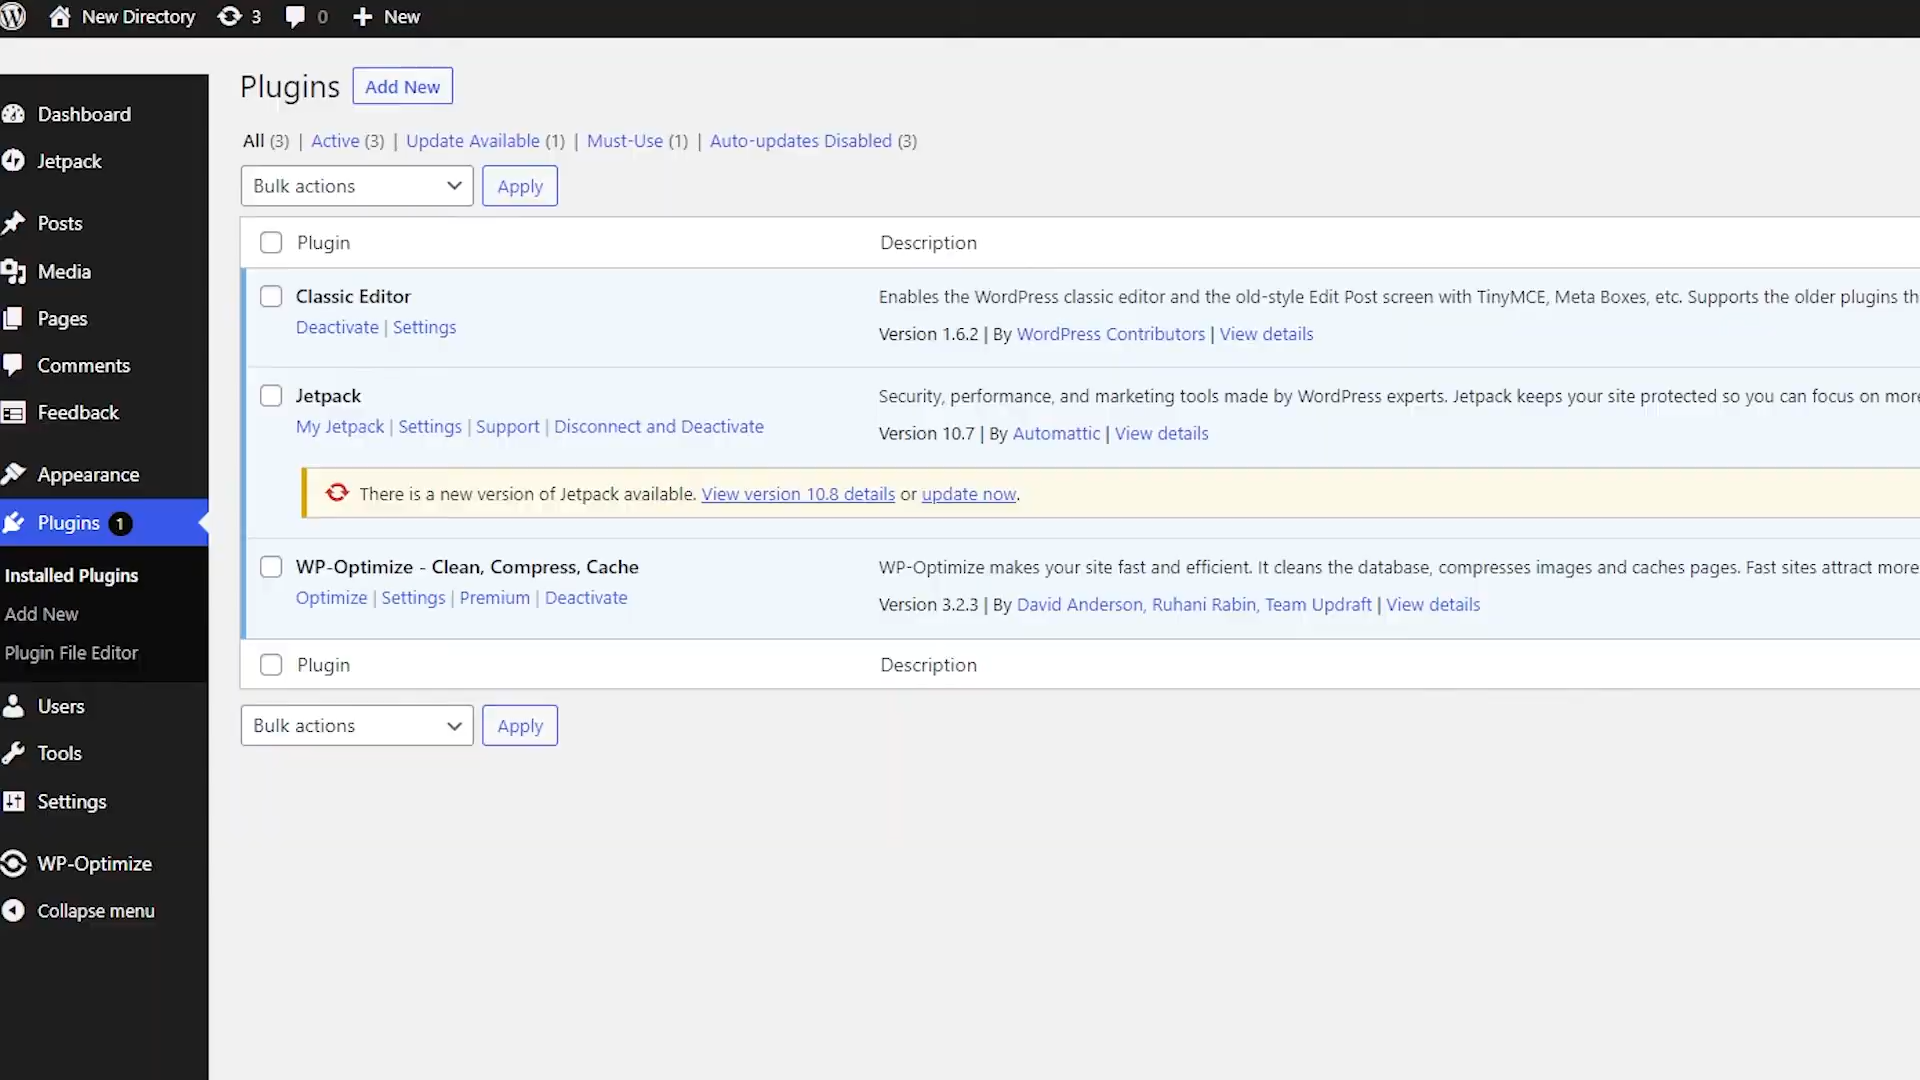 New Directory 3 0 New
Plugins Add New
All (3) | Active (3) | Update Available (1) | Must-Use (1) | Auto-updates Disabled (3)
Bulk actions Apply
Plugin Description
Classic Editor
Deactivate | Settings
Enables the WordPress classic editor and the old-style Edit Post screen with TinyMCE, Meta Boxes, etc. Supports the older plugins th
Version 1.6.2 | By WordPress Contributors | View details
Jetpack
My Jetpack | Settings | Support | Disconnect and Deactivate
Security, performance, and marketing tools made by WordPress experts. Jetpack keeps your site protected so you can focus on more
Version 10.7 | By Automattic | View details
There is a new version of Jetpack available. View version 10.8 details or update now.
WP-Optimize - Clean, Compress, Cache
Optimize | Settings | Premium | Deactivate
WP-Optimize makes your site fast and efficient. It cleans the database, compresses images and caches pages. Fast sites attract more
Version 3.2.3 | By David Anderson, Ruhani Rabin, Team Updraft | View details
Plugin Description
Bulk actions Apply
Dashboard
Jetpack
Posts
Media
Pages
Comments
Feedback
Appearance
Plugins 1
Installed Plugins
Add New
Plugin File Editor
Users
Tools
Settings
WP-Optimize
Collapse menu